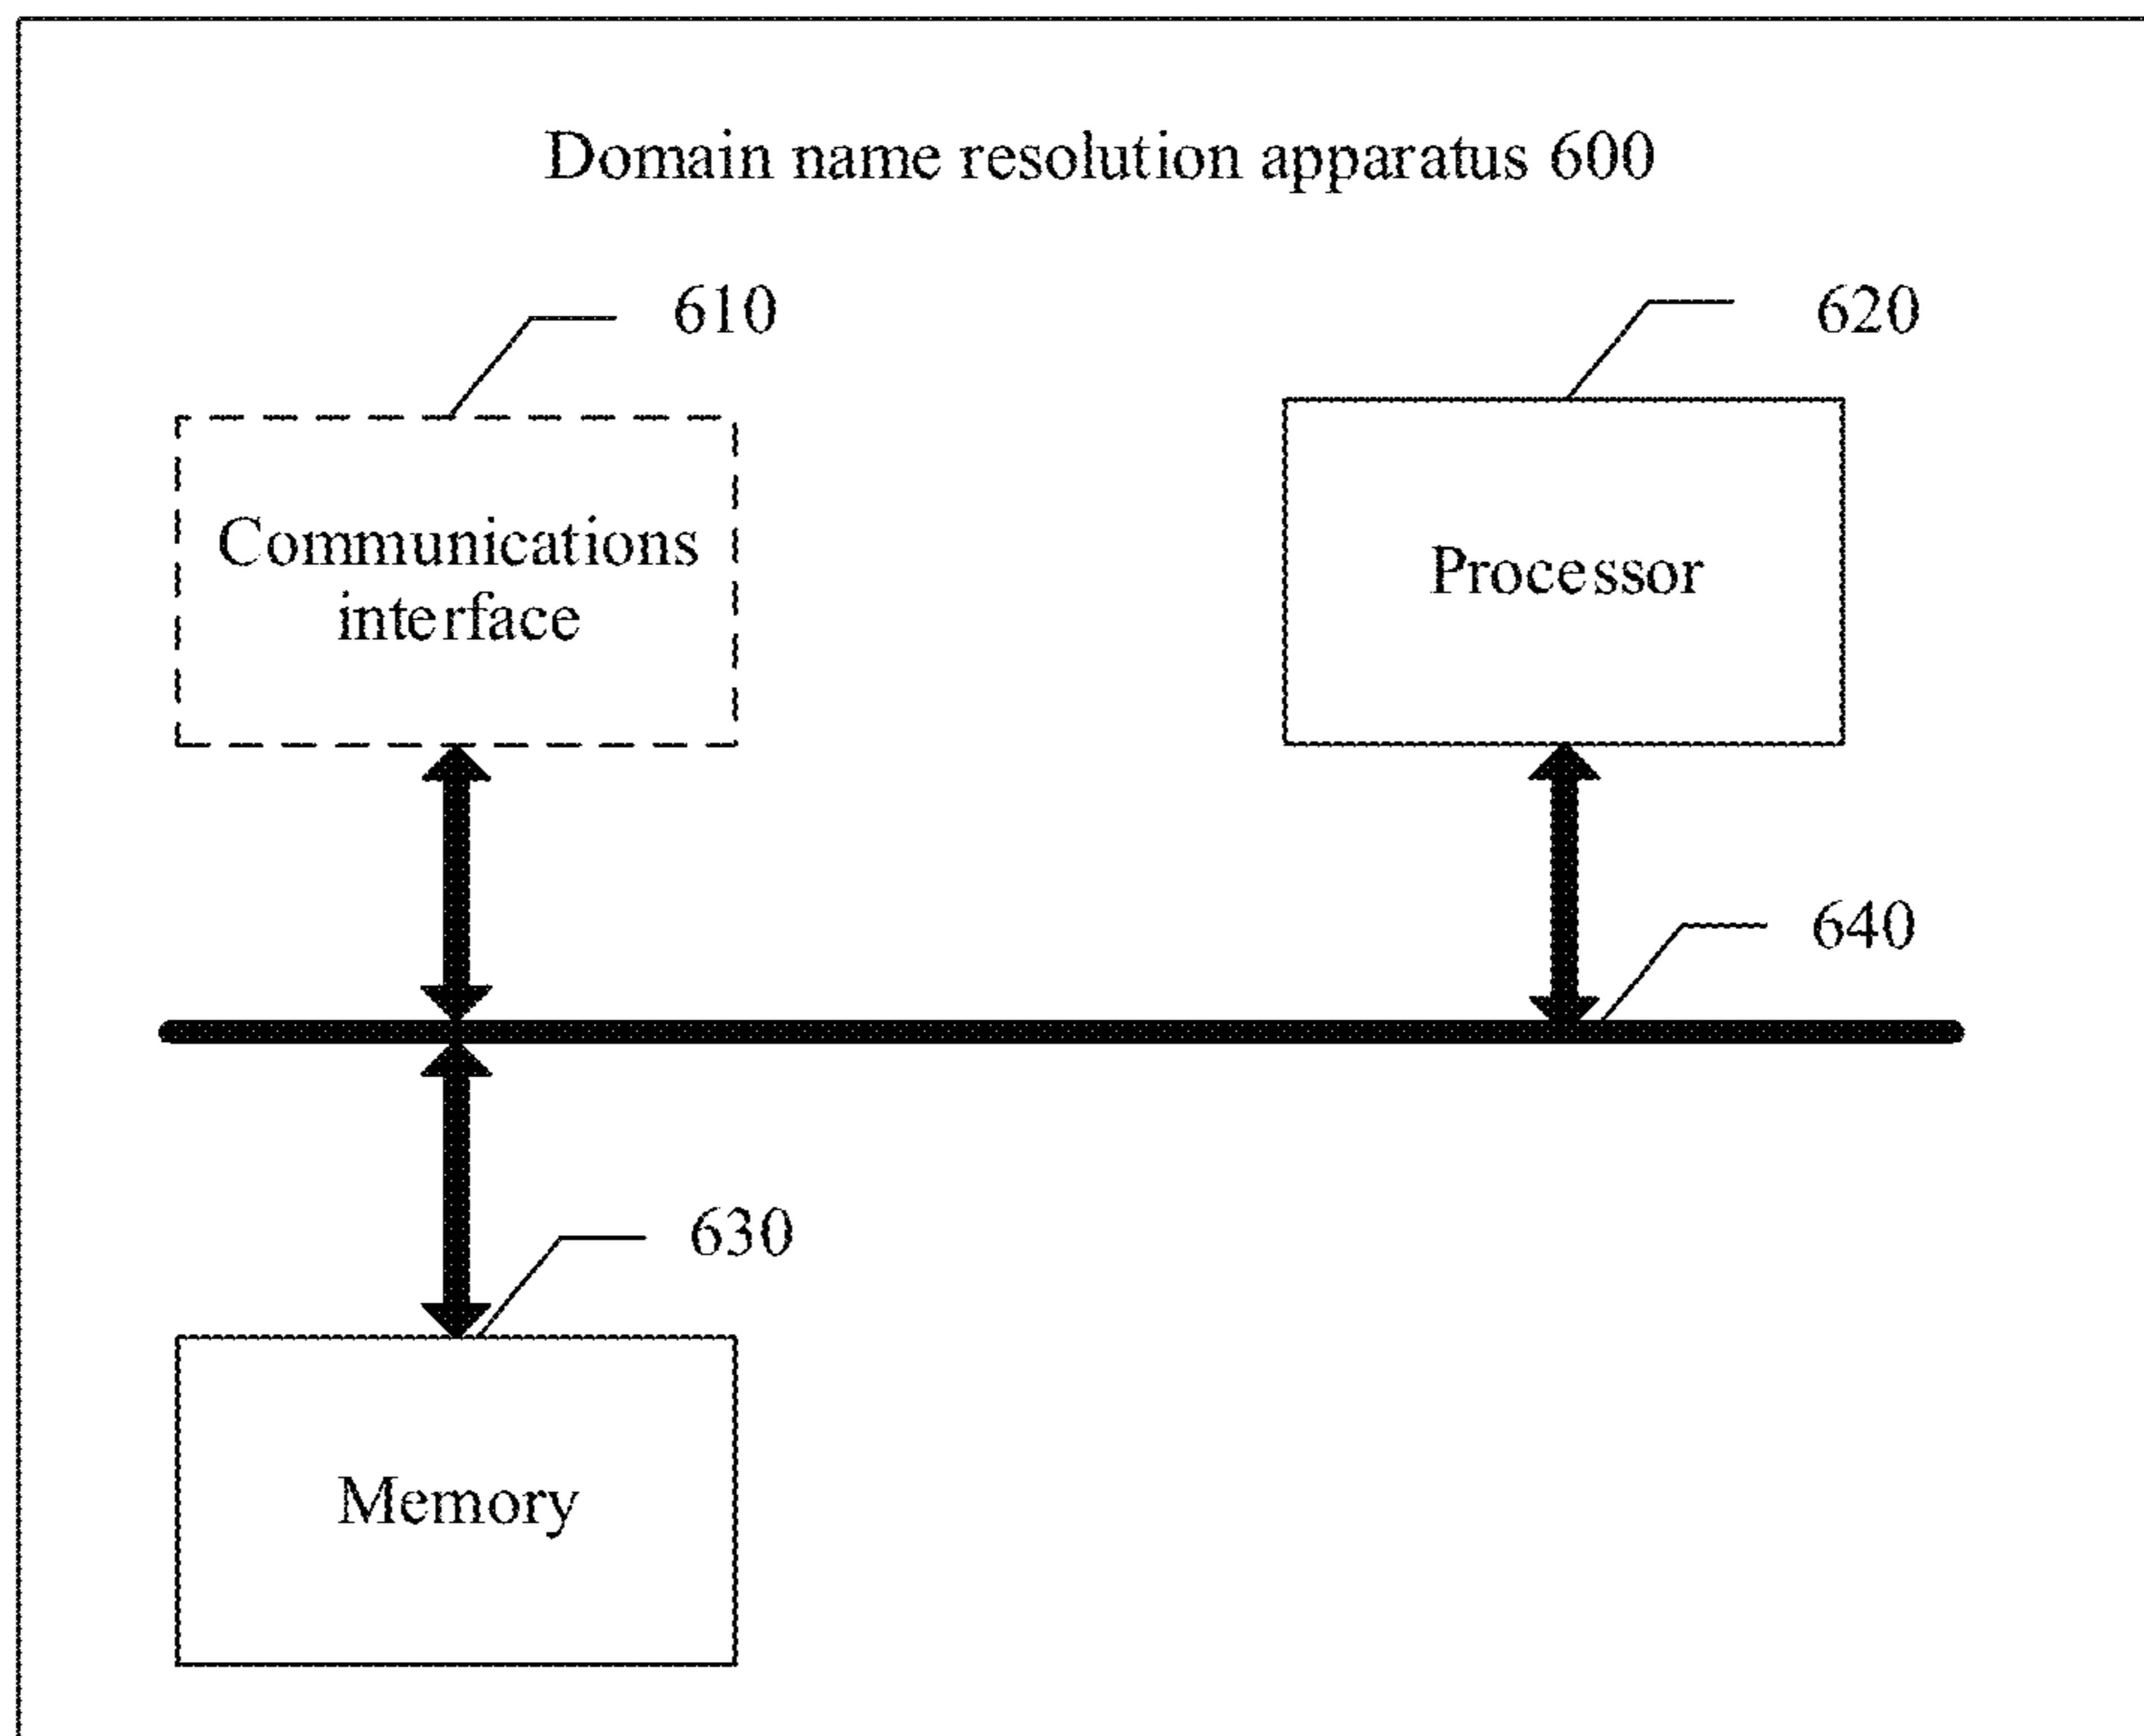 Domain name resolution apparatus 600
610
620
Communications
interface
Processor
640
630
Memory